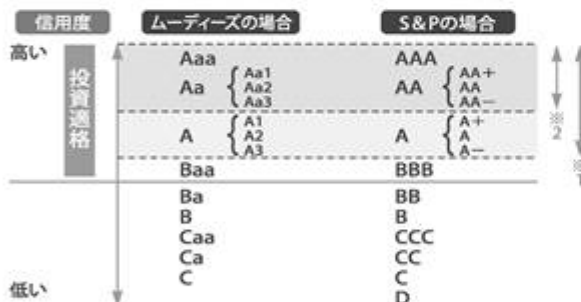 信用度 ムーディーズの場合 S&Pの場合
高い
投資適格
Aaa AAA
Aa { Aa1 Aa2 Aa3 AA { AA+ AA AA−
A { A1 A2 A3 A { A+ A A−
Baa BBB
Ba BB
B B
Caa CCC
Ca CC
C C
低い D
※2
※1